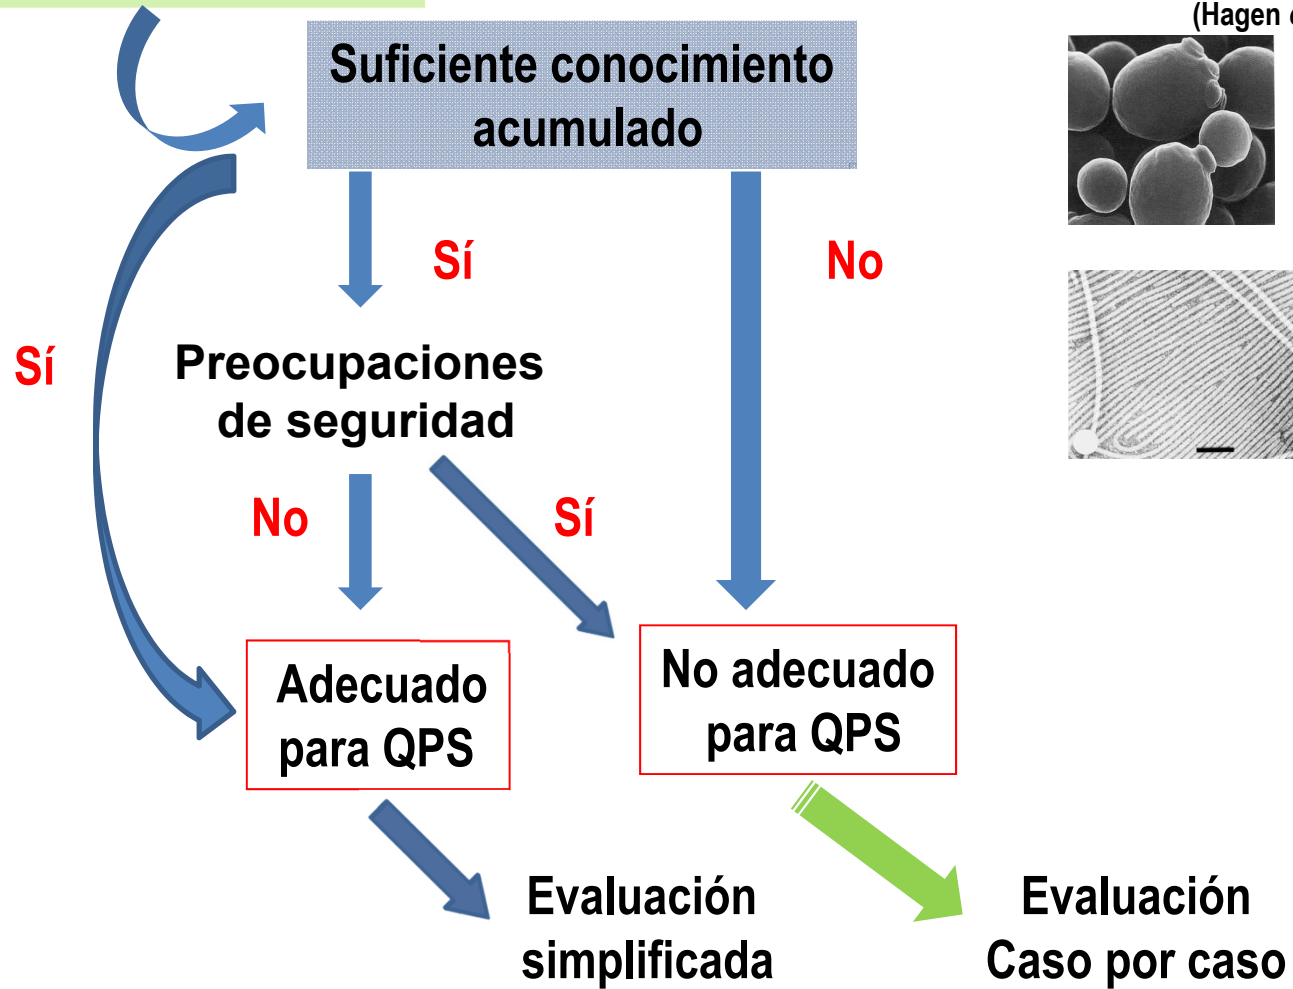 (Hagen
Suficiente conocimiento
acumulado
Sí
No
Sí
Preocupaciones
de seguridad
No
Sí
Adecuado
para QPS
No adecuado
para QPS
Evaluación
simplificada
Evaluación
Caso por caso